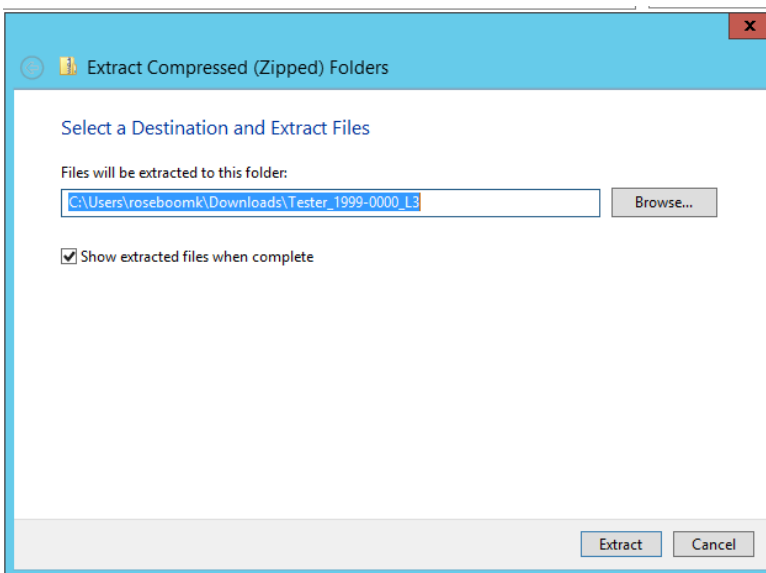 x
Extract Compressed (Zipped) Folders
Select a Destination and Extract Files
Files will be extracted to this folder:
C:\Users\roseboomk\Downloads\Tester_1999-0000_L3
Browse...
Show extracted files when complete
Extract
Cancel